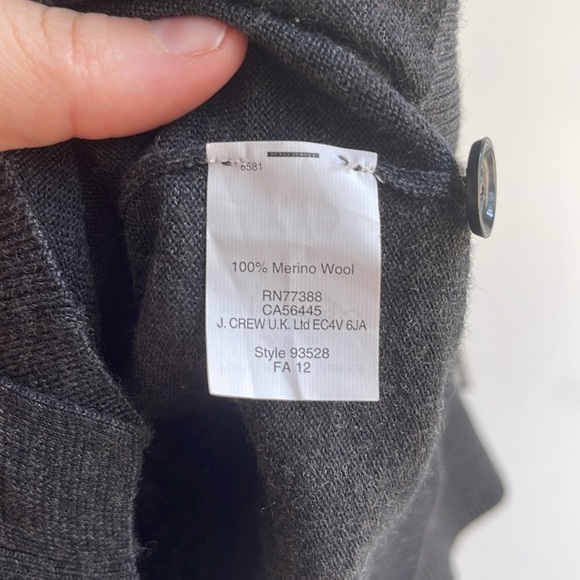 6581
100% Merino Wool
RN77388
CA56445
J. CREW U.K. Ltd EC4V 6JA
Style 93528
FA 12